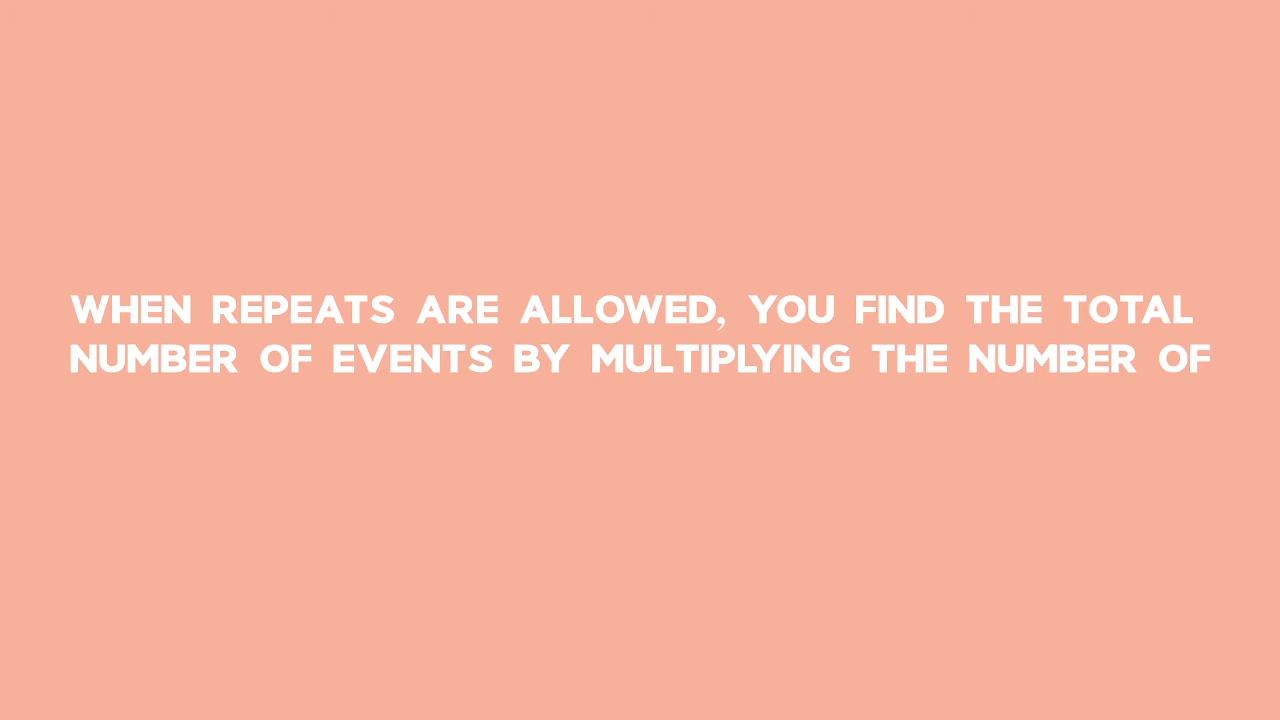 WHEN REPEATS ARE ALLOWED, YOU FIND THE TOTAL
NUMBER OF EVENTS BY MULTIPLYING THE NUMBER OF